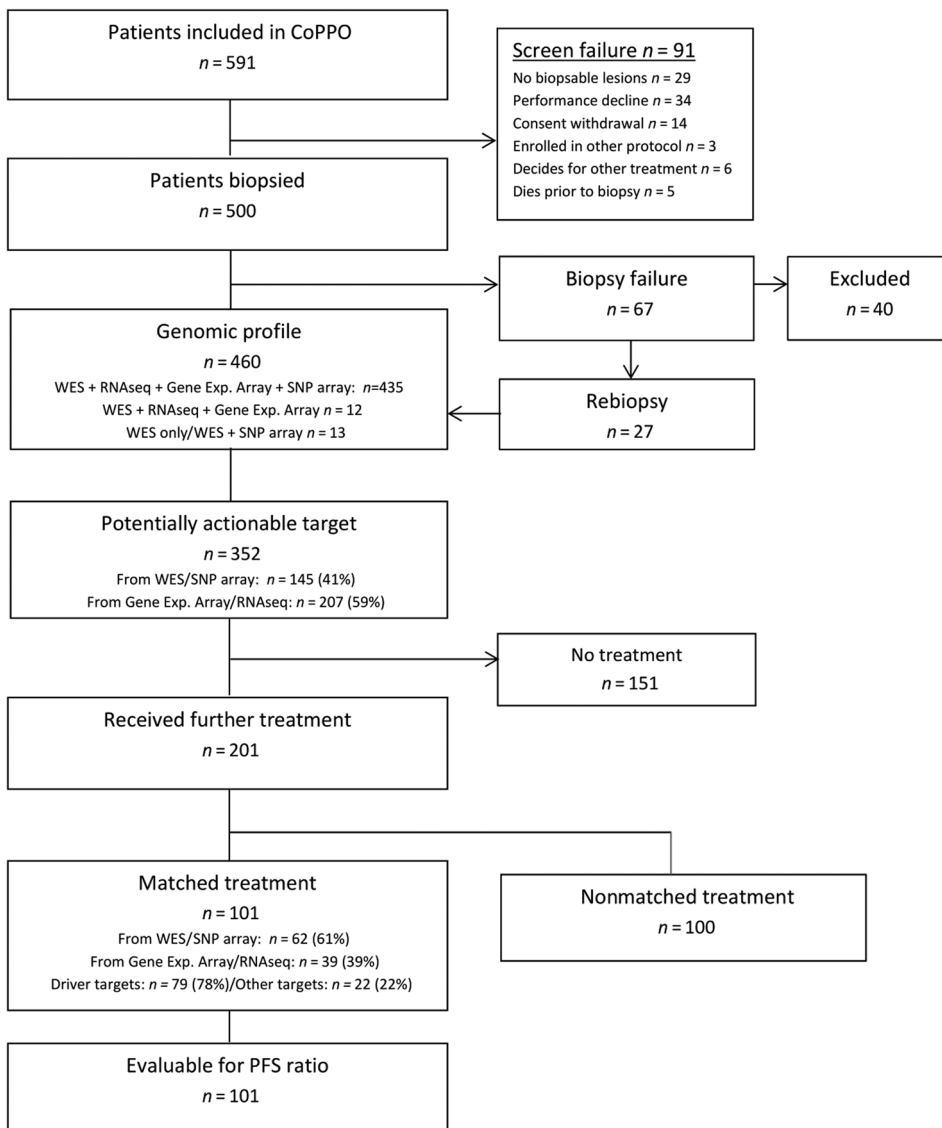 Patients included in CoPPO
n = 591
Screen failure n = 91
No biopsable lesions n = 29
Performance decline n = 34
Consent withdrawal n = 14
Enrolled in other protocol n = 3
Decides for other treatment n = 6
Dies prior to biopsy n = 5
Patients biopsied
n = 500
Biopsy failure
n = 67
Excluded
n = 40
Genomic profile
n = 460
WES + RNAseq + Gene Exp. Array + SNP array: n=435
WES + RNAseq + Gene Exp. Array n = 12
WES only/WES + SNP array n = 13
Rebiopsy
n = 27
Potentially actionable target
n = 352
From WES/SNP array: n = 145 (41%)
From Gene Exp. Array/RNAseq: n = 207 (59%)
No treatment
n = 151
Received further treatment
n = 201
Matched treatment
n = 101
From WES/SNP array: n = 62 (61%)
From Gene Exp. Array/RNAseq: n = 39 (39%)
Driver targets: n = 79 (78%)/Other targets: n = 22 (22%)
Nonmatched treatment
n = 100
Evaluable for PFS ratio
n = 101